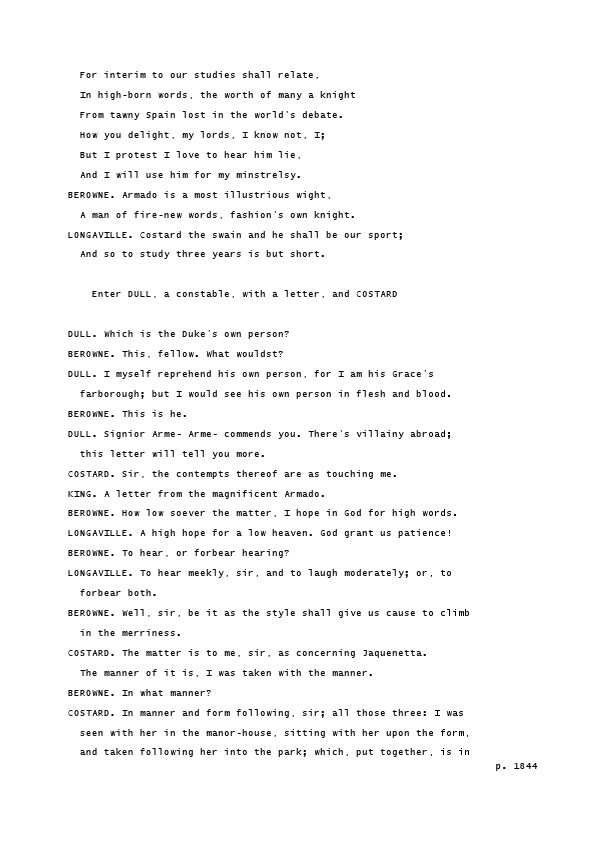 For interim to our studies shall relate,
In high-born words, the worth of many a knight
From tawny Spain lost in the world's debate.
How you delight, my lords, I know not, I;
But I protest I love to hear him lie,
And I will use him for my minstrelsy.
BEROWNE. Armado is a most illustrious wight,
A man of fire-new words, fashion's own knight.
LONGAVILLE. Costard the swain and he shall be our sport;
And so to study three years is but short.
Enter DULL, a constable, with a letter, and COSTARD
DULL. Which is the Duke's own person?
BEROWNE. This, fellow. What wouldst?
DULL. I myself reprehend his own person, for I am his Grace's
farborough; but I would see his own person in flesh and blood.
BEROWNE. This is he.
DULL. Signior Arme- Arme- commends you. There's villainy abroad;
this letter will tell you more.
COSTARD. Sir, the contempts thereof are as touching me.
KING. A letter from the magnificent Armado.
BEROWNE. How low soever the matter, I hope in God for high words.
LONGAVILLE. A high hope for a low heaven. God grant us patience!
BEROWNE. To hear, or forbear hearing?
LONGAVILLE. To hear meekly, sir, and to laugh moderately; or, to
forbear both.
BEROWNE. Well, sir, be it as the style shall give us cause to climb
in the merriness.
COSTARD. The matter is to me, sir, as concerning Jaquenetta.
The manner of it is, I was taken with the manner.
BEROWNE. In what manner?
COSTARD. In manner and form following, sir; all those three: I was
seen with her in the manor-house, sitting with her upon the form,
and taken following her into the park; which, put together, is in
p. 1844